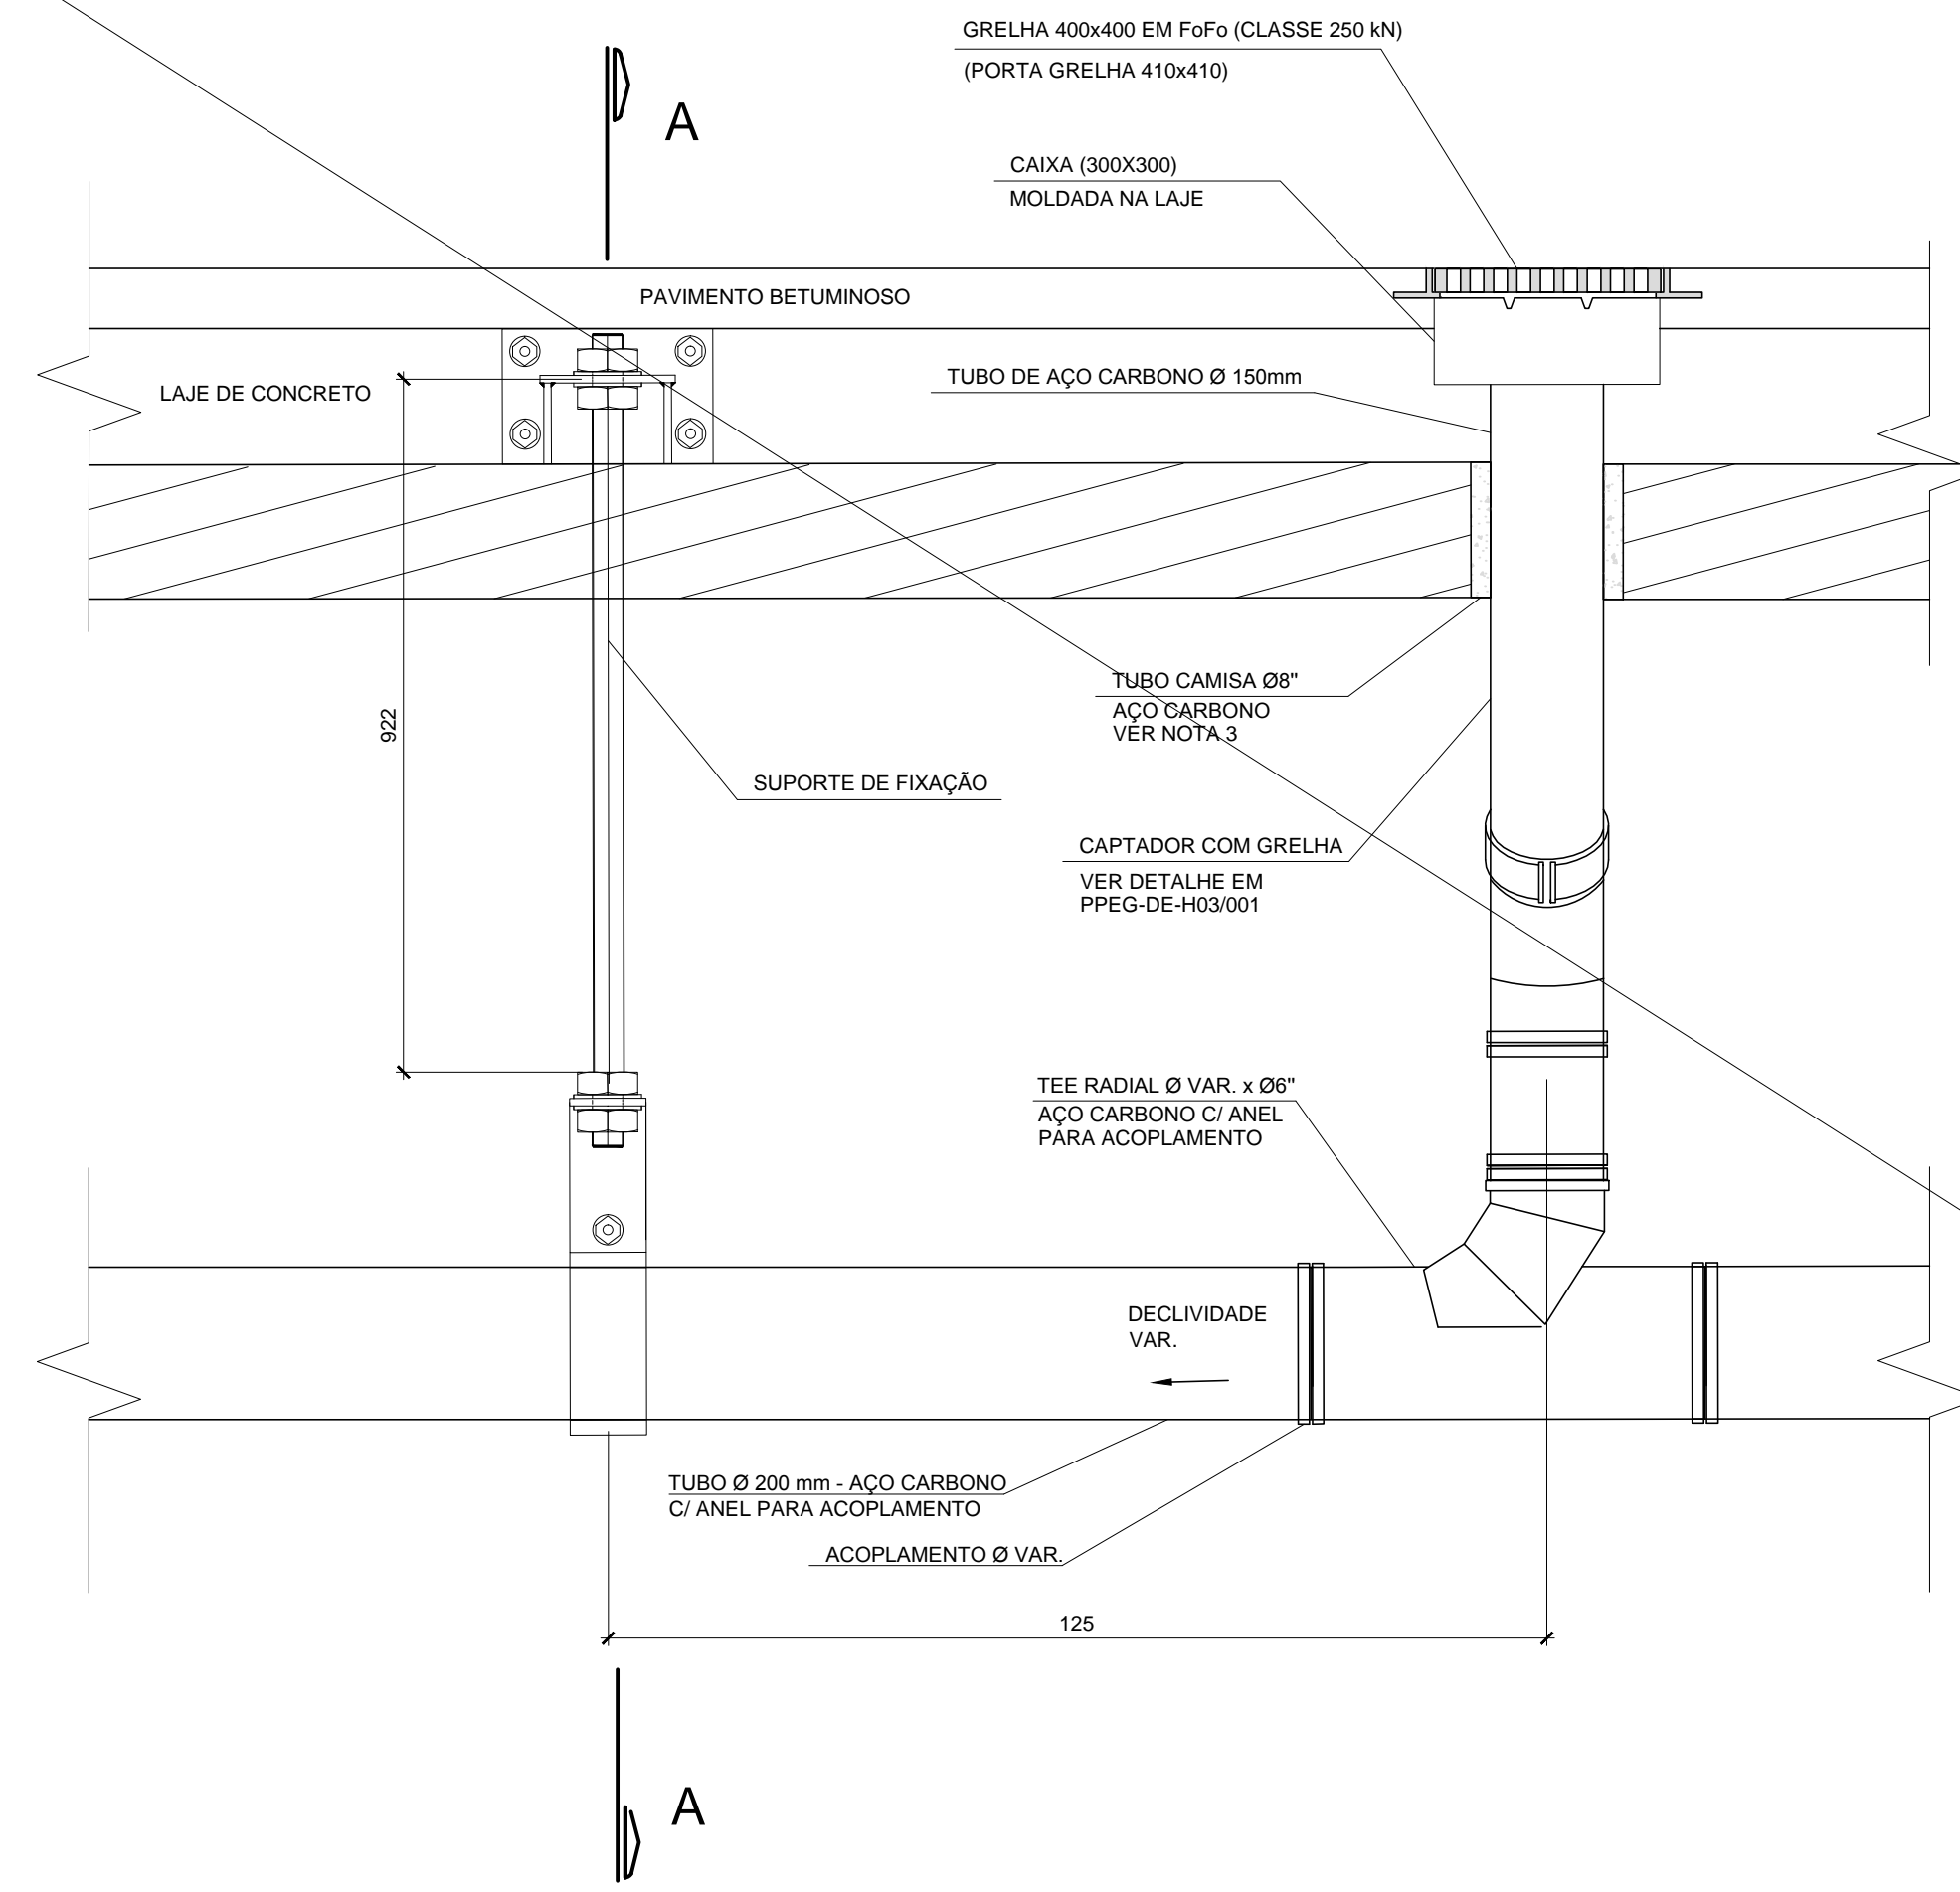 GRELHA 400x400 EM FoFo (CLASSE 250 kN)
(PORTA GRELHA 410x410)
A
CAIXA (300X300)
MOLDADA NA LAJE
PAVIMENTO BETUMINOSO
TUBO DE AÇO CARBONO Ø 150mm
LAJE DE CONCRETO
TUBO CAMISA Ø8"
AÇO CARBONO
VER NOTA 3
922
SUPORTE DE FIXAÇÃO
CAPTADOR COM GRELHA
VER DETALHE EM
PPEG-DE-H03/001
TEE RADIAL Ø VAR. x Ø6"
AÇO CARBONO C/ ANEL
PARA ACOPLAMENTO
DECLIVIDADE
VAR.
TUBO Ø 200 mm - AÇO CARBONO
C/ ANEL PARA ACOPLAMENTO
ACOPLAMENTO Ø VAR.
125
A